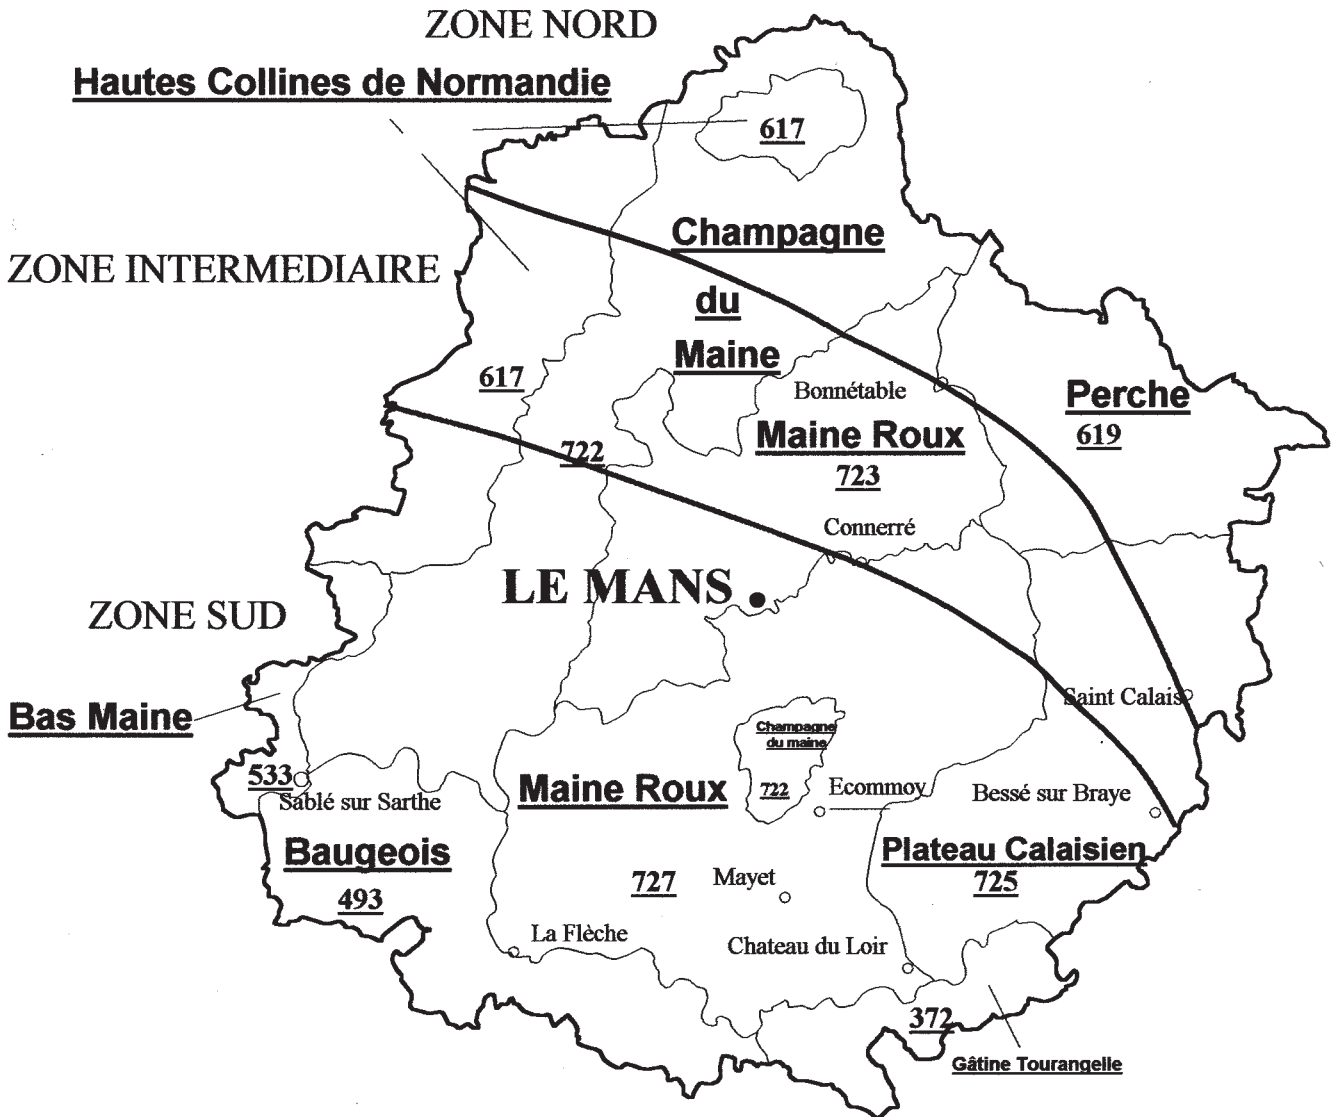 ZONE NORD
Hautes Collines de Normandie
617
Champagne
ZONE INTERMEDIAIRE
du
Maine
617
Bonnétable
Perche
619
Maine Roux
722
723
Connerré
LE MANS
ZONE SUD
Saint Calais
Bas Maine
Champagne
du maine
533
Sablé sur Sarthe
Maine Roux
722
Ecommoy
Bessé sur Braye
Baugeois
Plateau Calaisien
493
727
Mayet
725
La Flèche
Chateau du Loir
372
Gâtine Tourangelle